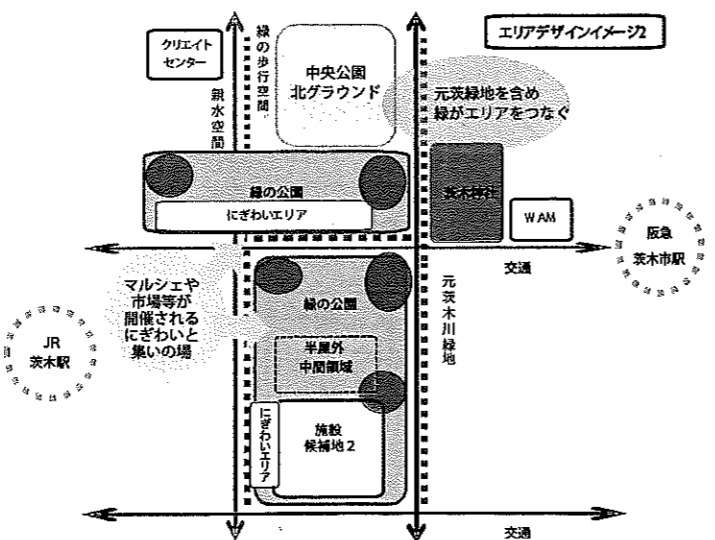 エリアデザインイメージ2
クリエイト
センター
緑の歩行空間
親水空間
中央公園
北グラウンド
元茨緑地を含め
緑がエリアをつなぐ
緑の公園
にぎわいエリア
茨木神社
WAM
阪急
茨木市駅
交通
マルシェや
市場等が
開催される
にぎわいと
集いの場
緑の公園
元茨木川緑地
JR
茨木駅
半屋外
中間領域
にぎわいエリア
施設
候補地2
交通